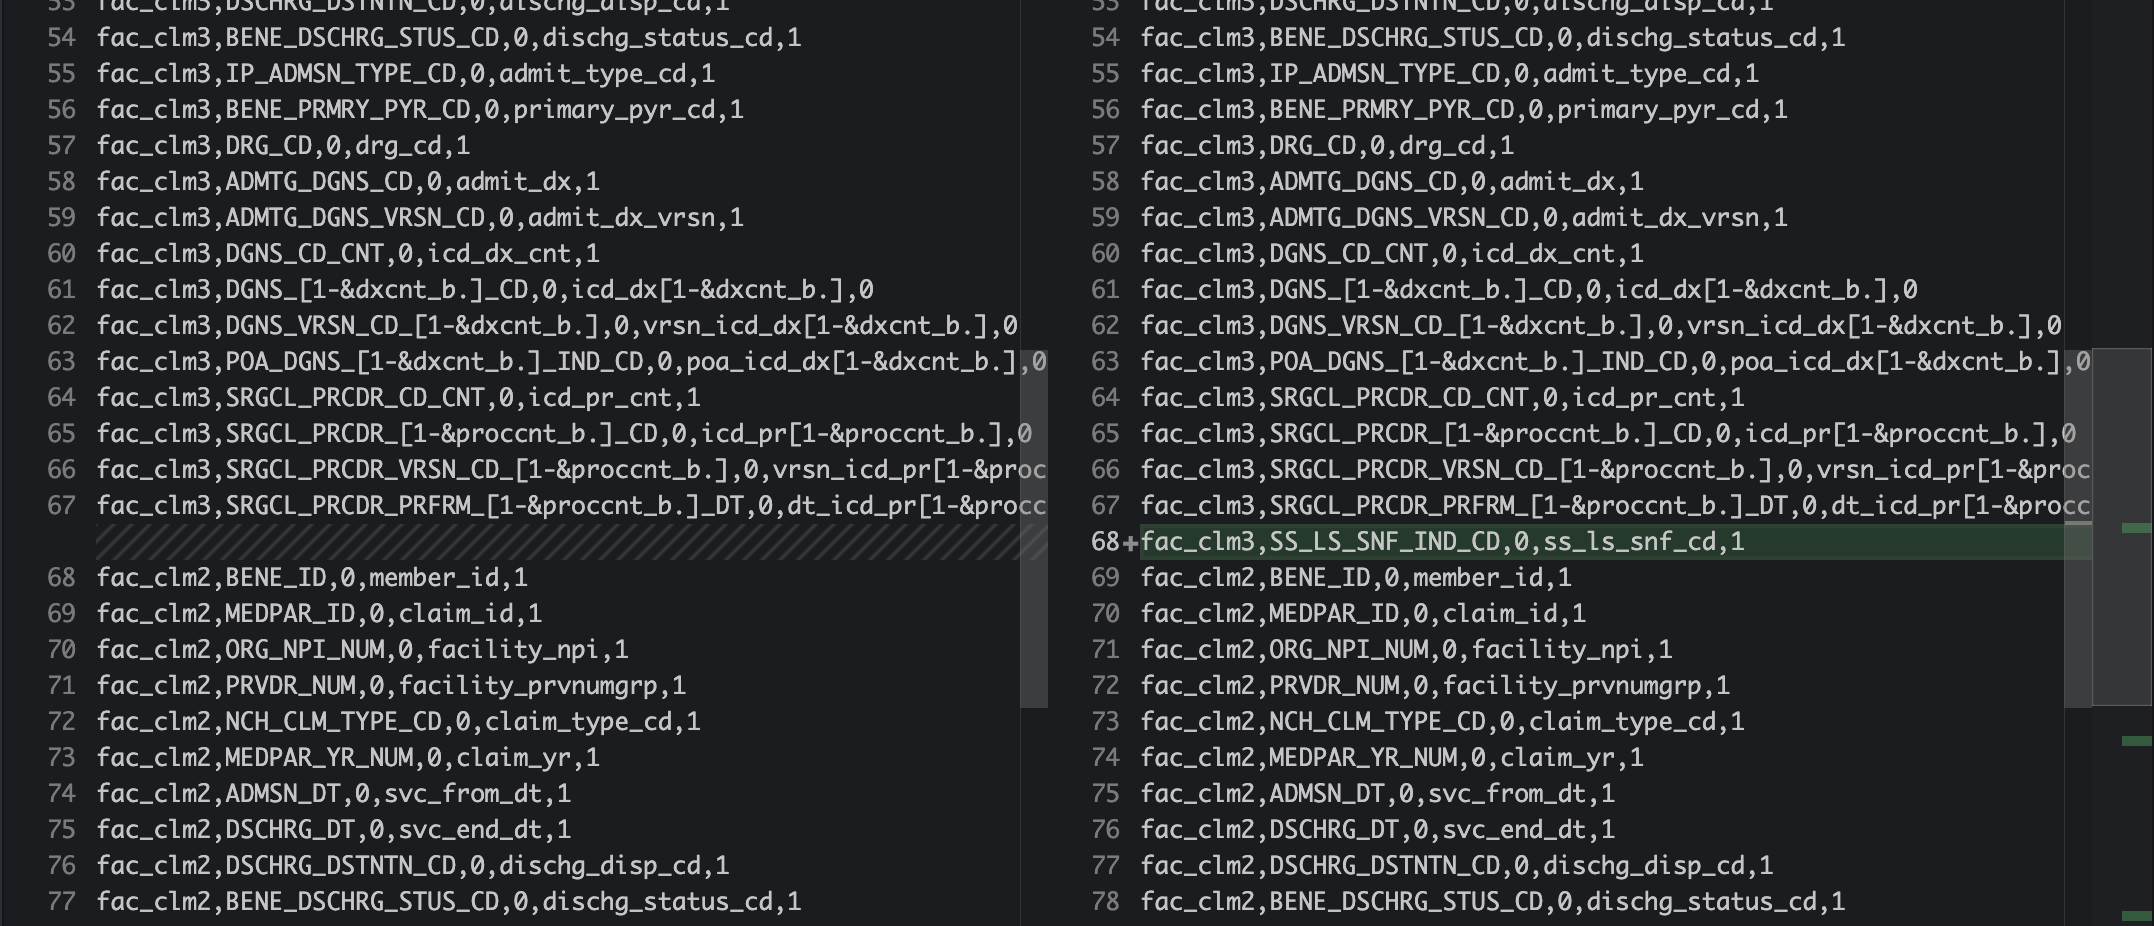 53 fac_clm3,DSCHRG_DSTNTN_CD,0,dischg_disp_cd,1
54 fac_clm3,BENE_DSCHRG_STUS_CD,0,dischg_status_cd,1
55 fac_clm3,IP_ADMSN_TYPE_CD,0,admit_type_cd,1
56 fac_clm3,BENE_PRMRY_PYR_CD,0,primary_pyr_cd,1
57 fac_clm3,DRG_CD,0,drg_cd,1
58 fac_clm3,ADMTG_DGNS_CD,0,admit_dx,1
59 fac_clm3,ADMTG_DGNS_VRSN_CD,0,admit_dx_vrsn,1
60 fac_clm3,DGNS_CD_CNT,0,icd_dx_cnt,1
61 fac_clm3,DGNS_[1-&dxcnt_b.]_CD,0,icd_dx[1-&dxcnt_b.],0
62 fac_clm3,DGNS_VRSN_CD_[1-&dxcnt_b.],0,vrsn_icd_dx[1-&dxcnt_b.],0
63 fac_clm3,POA_DGNS_[1-&dxcnt_b.]_IND_CD,0,poa_icd_dx[1-&dxcnt_b.],0
64 fac_clm3,SRGCL_PRCDR_CD_CNT,0,icd_pr_cnt,1
65 fac_clm3,SRGCL_PRCDR_[1-&proccnt_b.]_CD,0,icd_pr[1-&proccnt_b.],0
66 fac_clm3,SRGCL_PRCDR_VRSN_CD_[1-&proccnt_b.],0,vrsn_icd_pr[1-&proc
67 fac_clm3,SRGCL_PRCDR_PRFRM_[1-&proccnt_b.]_DT,0,dt_icd_pr[1-&procc
68 fac_clm2,BENE_ID,0,member_id,1
69 fac_clm2,MEDPAR_ID,0,claim_id,1
70 fac_clm2,ORG_NPI_NUM,0,facility_npi,1
71 fac_clm2,PRVDR_NUM,0,facility_prvnumgrp,1
72 fac_clm2,NCH_CLM_TYPE_CD,0,claim_type_cd,1
73 fac_clm2,MEDPAR_YR_NUM,0,claim_yr,1
74 fac_clm2,ADMSN_DT,0,svc_from_dt,1
75 fac_clm2,DSCHRG_DT,0,svc_end_dt,1
76 fac_clm2,DSCHRG_DSTNTN_CD,0,dischg_disp_cd,1
77 fac_clm2,BENE_DSCHRG_STUS_CD,0,dischg_status_cd,1
53 fac_clm3,DSCHRG_DSTNTN_CD,0,dischg_disp_cd,1
54 fac_clm3,BENE_DSCHRG_STUS_CD,0,dischg_status_cd,1
55 fac_clm3,IP_ADMSN_TYPE_CD,0,admit_type_cd,1
56 fac_clm3,BENE_PRMRY_PYR_CD,0,primary_pyr_cd,1
57 fac_clm3,DRG_CD,0,drg_cd,1
58 fac_clm3,ADMTG_DGNS_CD,0,admit_dx,1
59 fac_clm3,ADMTG_DGNS_VRSN_CD,0,admit_dx_vrsn,1
60 fac_clm3,DGNS_CD_CNT,0,icd_dx_cnt,1
61 fac_clm3,DGNS_[1-&dxcnt_b.]_CD,0,icd_dx[1-&dxcnt_b.],0
62 fac_clm3,DGNS_VRSN_CD_[1-&dxcnt_b.],0,vrsn_icd_dx[1-&dxcnt_b.],0
63 fac_clm3,POA_DGNS_[1-&dxcnt_b.]_IND_CD,0,poa_icd_dx[1-&dxcnt_b.],0
64 fac_clm3,SRGCL_PRCDR_CD_CNT,0,icd_pr_cnt,1
65 fac_clm3,SRGCL_PRCDR_[1-&proccnt_b.]_CD,0,icd_pr[1-&proccnt_b.],0
66 fac_clm3,SRGCL_PRCDR_VRSN_CD_[1-&proccnt_b.],0,vrsn_icd_pr[1-&proc
67 fac_clm3,SRGCL_PRCDR_PRFRM_[1-&proccnt_b.]_DT,0,dt_icd_pr[1-&procc
68+fac_clm3,SS_LS_SNF_IND_CD,0,ss_ls_snf_cd,1
69 fac_clm2,BENE_ID,0,member_id,1
70 fac_clm2,MEDPAR_ID,0,claim_id,1
71 fac_clm2,ORG_NPI_NUM,0,facility_npi,1
72 fac_clm2,PRVDR_NUM,0,facility_prvnumgrp,1
73 fac_clm2,NCH_CLM_TYPE_CD,0,claim_type_cd,1
74 fac_clm2,MEDPAR_YR_NUM,0,claim_yr,1
75 fac_clm2,ADMSN_DT,0,svc_from_dt,1
76 fac_clm2,DSCHRG_DT,0,svc_end_dt,1
77 fac_clm2,DSCHRG_DSTNTN_CD,0,dischg_disp_cd,1
78 fac_clm2,BENE_DSCHRG_STUS_CD,0,dischg_status_cd,1